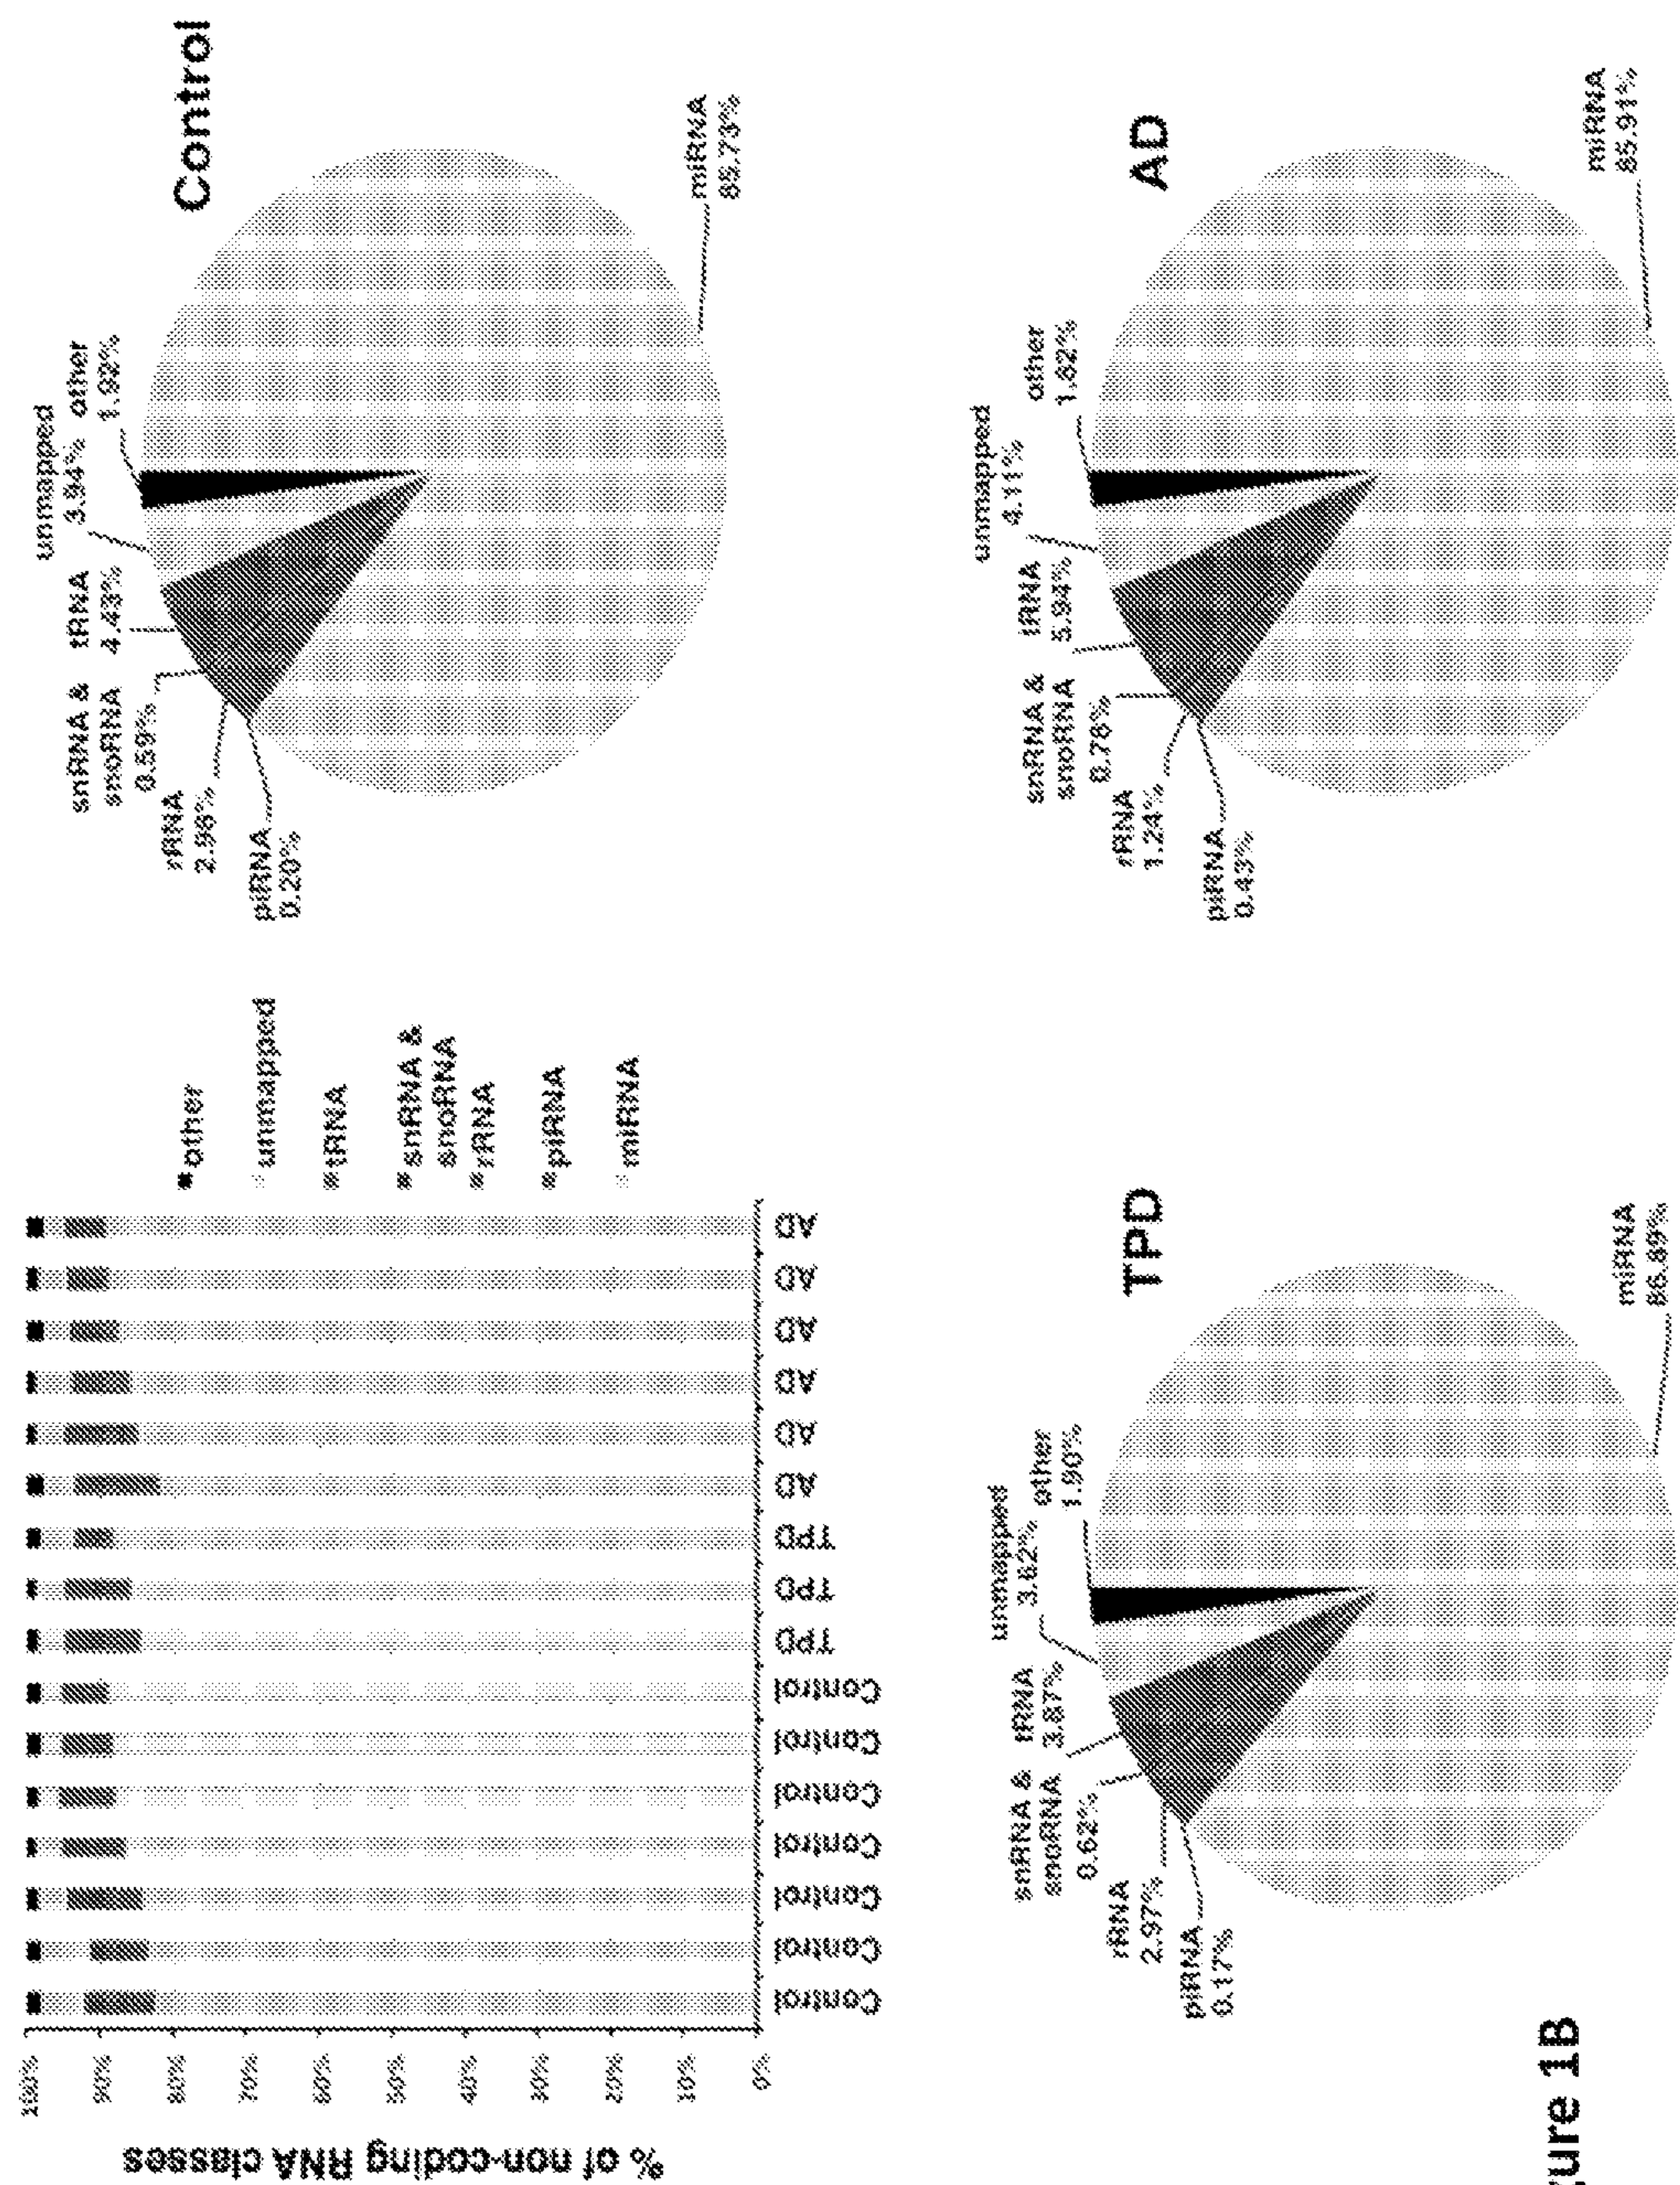 % of non-coding RNA classes
100%
90%
80%
70%
60%
50%
40%
30%
20%
10%
0%
Control
Control
Control
Control
Control
Control
Control
TPD
TPD
TPD
AD
AD
AD
AD
AD
AD
other
unmapped
tRNA
snRNA &
snoRNA
rRNA
piRNA
miRNA
Control
unmapped
3.94%
other
1.92%
tRNA
4.43%
snRNA &
snoRNA
0.59%
rRNA
2.98%
piRNA
0.20%
miRNA
85.73%
TPD
unmapped
3.62%
other
1.90%
tRNA
3.87%
snRNA &
snoRNA
0.62%
rRNA
2.97%
piRNA
0.17%
miRNA
86.89%
AD
unmapped
4.11%
other
1.82%
tRNA
5.94%
snRNA &
snoRNA
0.78%
rRNA
1.24%
piRNA
0.43%
miRNA
85.91%
gure 1B